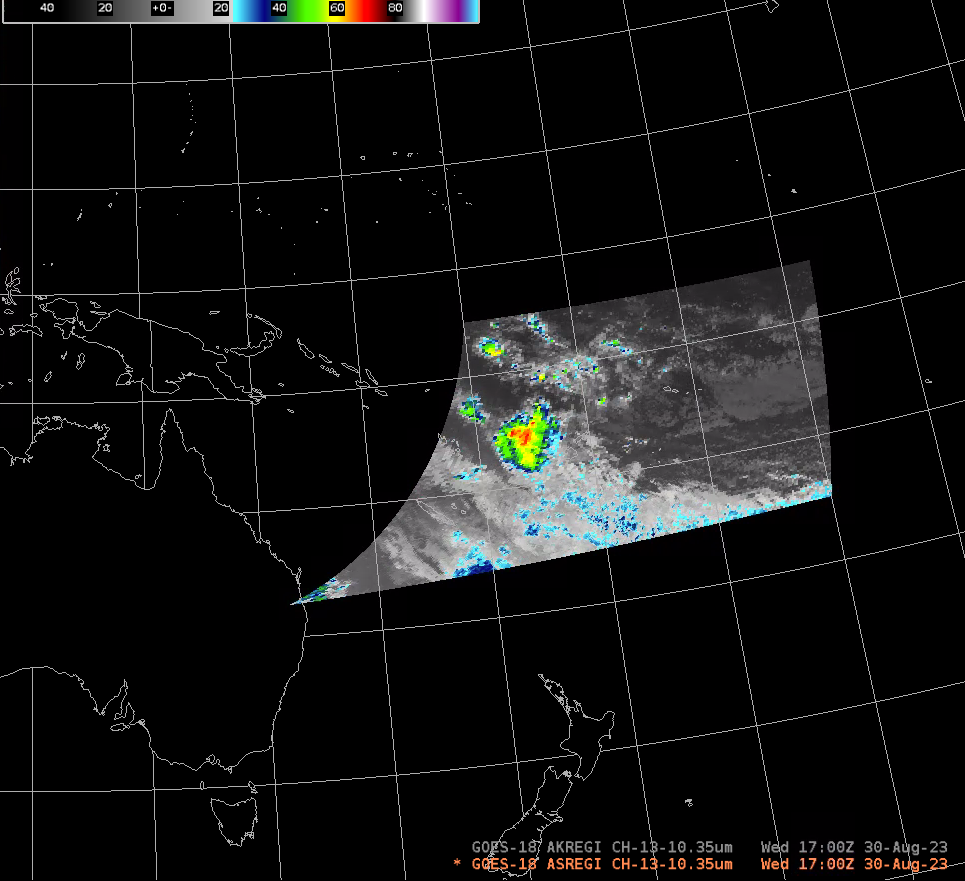 40 20 +0- 20 40 60 80
GOES-18 AKREGI CH-13-10.35um Wed 17:00Z 30-Aug-23
* GOES-18 ASREGI CH-13-10.35um Wed 17:00Z 30-Aug-23